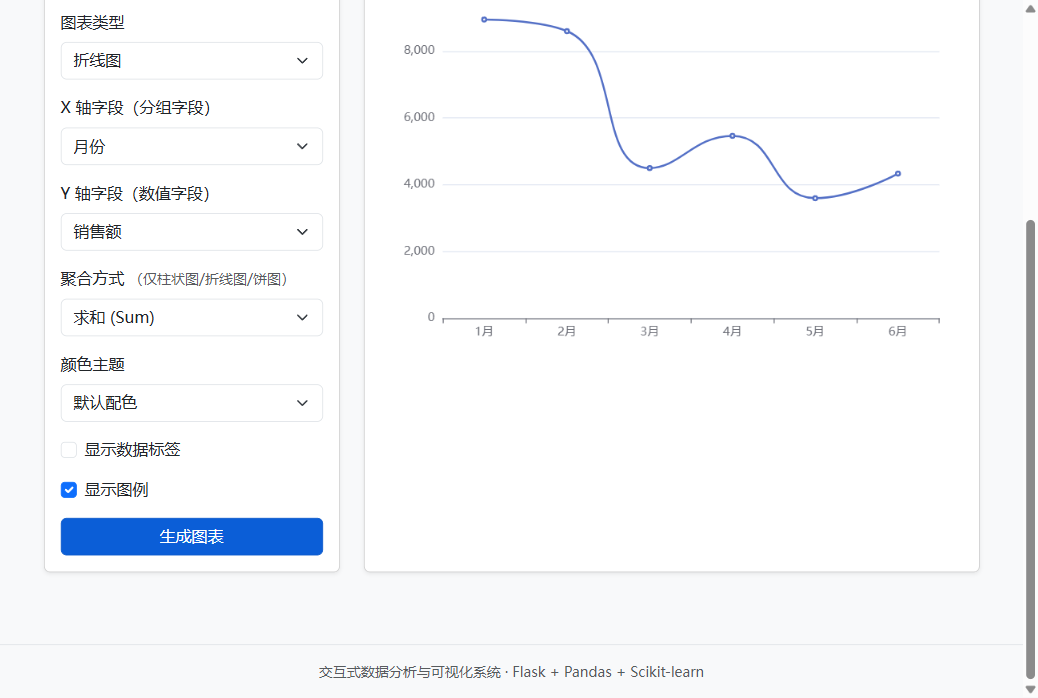 图表类型
折线图
X 轴字段（分组字段）
月份
Y 轴字段（数值字段）
销售额
聚合方式 （仅柱状图/折线图/饼图）
求和 (Sum)
颜色主题
默认配色
显示数据标签
显示图例
生成图表
8,000
6,000
4,000
2,000
0
1月 2月 3月 4月 5月 6月
交互式数据分析与可视化系统 · Flask + Pandas + Scikit-learn